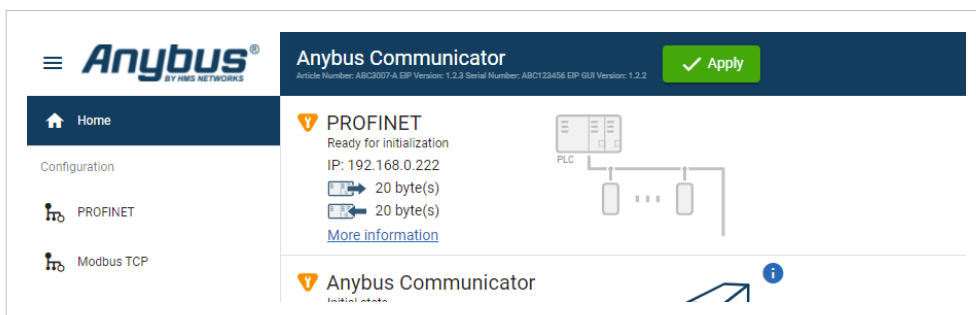 Anybus®
BY HMS NETWORKS
Anybus Communicator
Article Number: ABC3007-A EIP Version: 1.2.3 Serial Number: ABC123456 EIP GUI Version: 1.2.2
Apply
Home
Configuration
PROFINET
Modbus TCP
PROFINET
Ready for initialization
IP: 192.168.0.222
20 byte(s)
20 byte(s)
More information
PLC
Anybus Communicator
Initial state